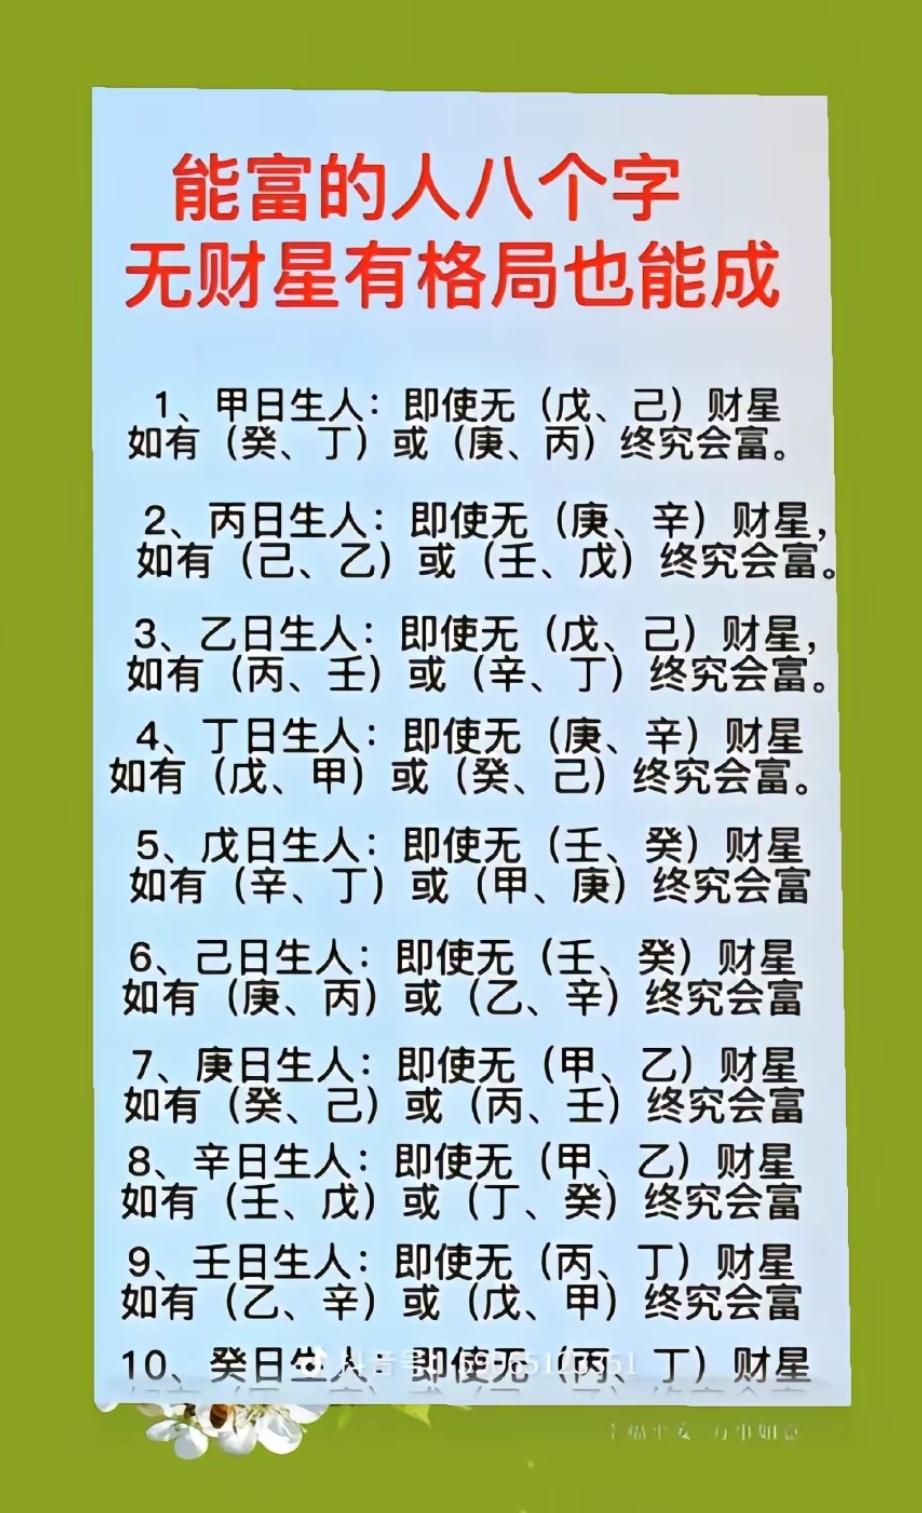 能富的人八个字
无财星有格局也能成
1、甲日生人：即使无（戊、己）财星
如有（癸、丁）或（庚、丙）终究会富。
2、丙日生人：即使无（庚、辛）财星，
如有（己、乙）或（壬、戊）终究会富。
3、乙日生人：即使无（戊、己）财星，
如有（丙、壬）或（辛、丁）终究会富。
4、丁日生人：即使无（庚、辛）财星
如有（戊、甲）或（癸、己）终究会富。
5、戊日生人：即使无（壬、癸）财星
如有（辛、丁）或（甲、庚）终究会富
6、己日生人：即使无（壬、癸）财星
如有（庚、丙）或（乙、辛）终究会富
7、庚日生人：即使无（甲、乙）财星
如有（癸、己）或（丙、壬）终究会富
8、辛日生人：即使无（甲、乙）财星
如有（壬、戊）或（丁、癸）终究会富
9、壬日生人：即使无（丙、丁）财星
如有（乙、辛）或（戊、甲）终究会富
10、癸日生人：即使无（丙、丁）财星
抖音号
万事如意